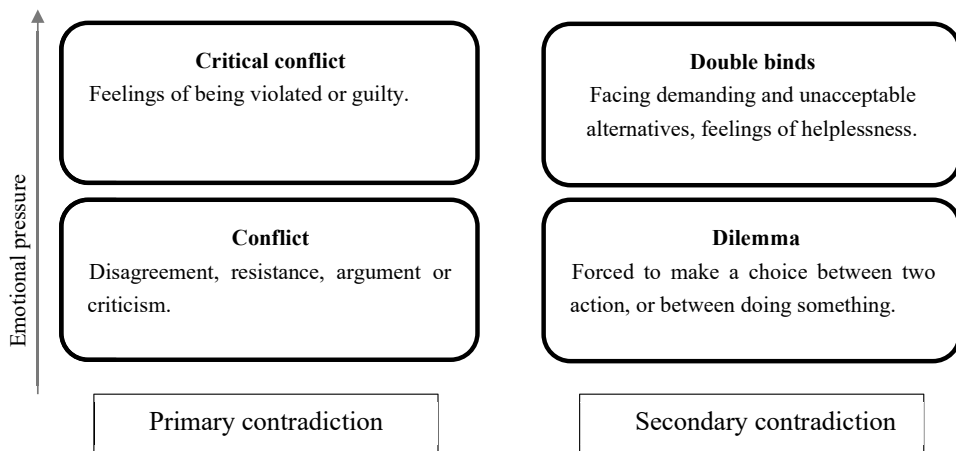 Emotional pressure
Critical conflict
Feelings of being violated or guilty.
Double binds
Facing demanding and unacceptable
alternatives, feelings of helplessness.
Conflict
Disagreement, resistance, argument or
criticism.
Dilemma
Forced to make a choice between two
action, or between doing something.
Primary contradiction
Secondary contradiction